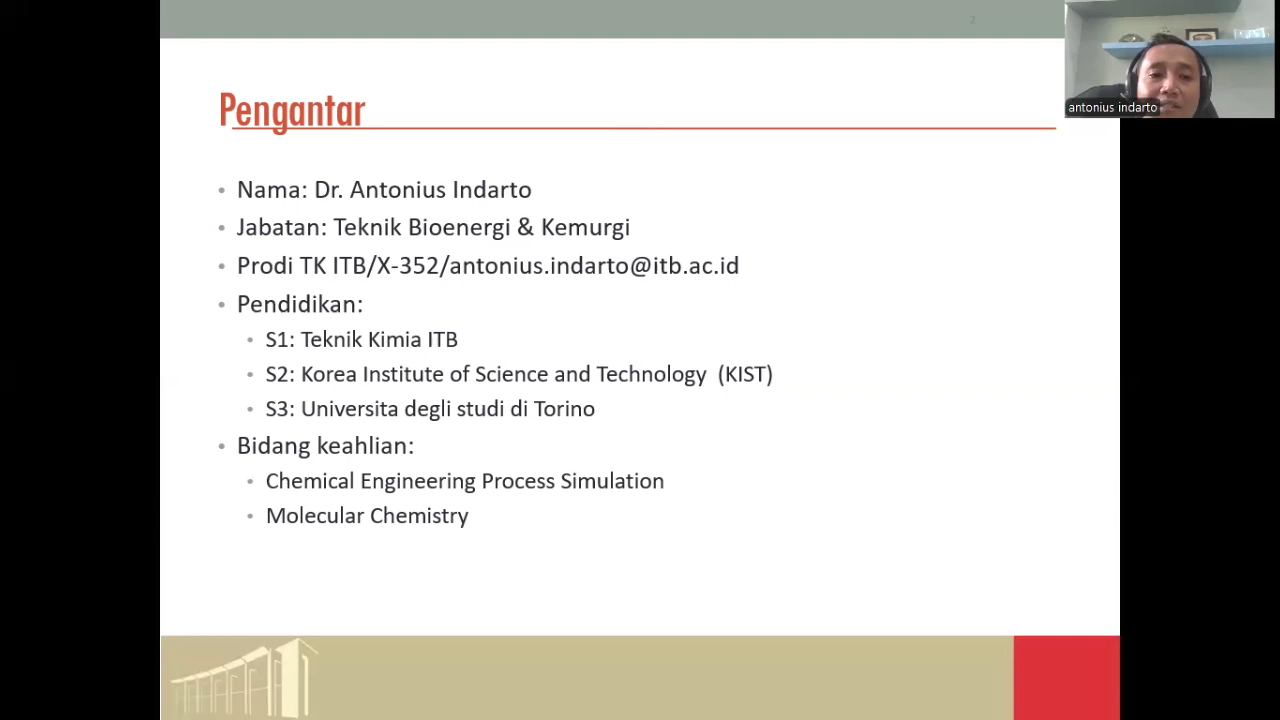 2
Pengantar
• Nama: Dr. Antonius Indarto
• Jabatan: Teknik Bioenergi & Kemurgi
• Prodi TK ITB/X-352/antonius.indarto@itb.ac.id
• Pendidikan:
• S1: Teknik Kimia ITB
• S2: Korea Institute of Science and Technology (KIST)
• S3: Universita degli studi di Torino
• Bidang keahlian:
• Chemical Engineering Process Simulation
• Molecular Chemistry
antonius indarto